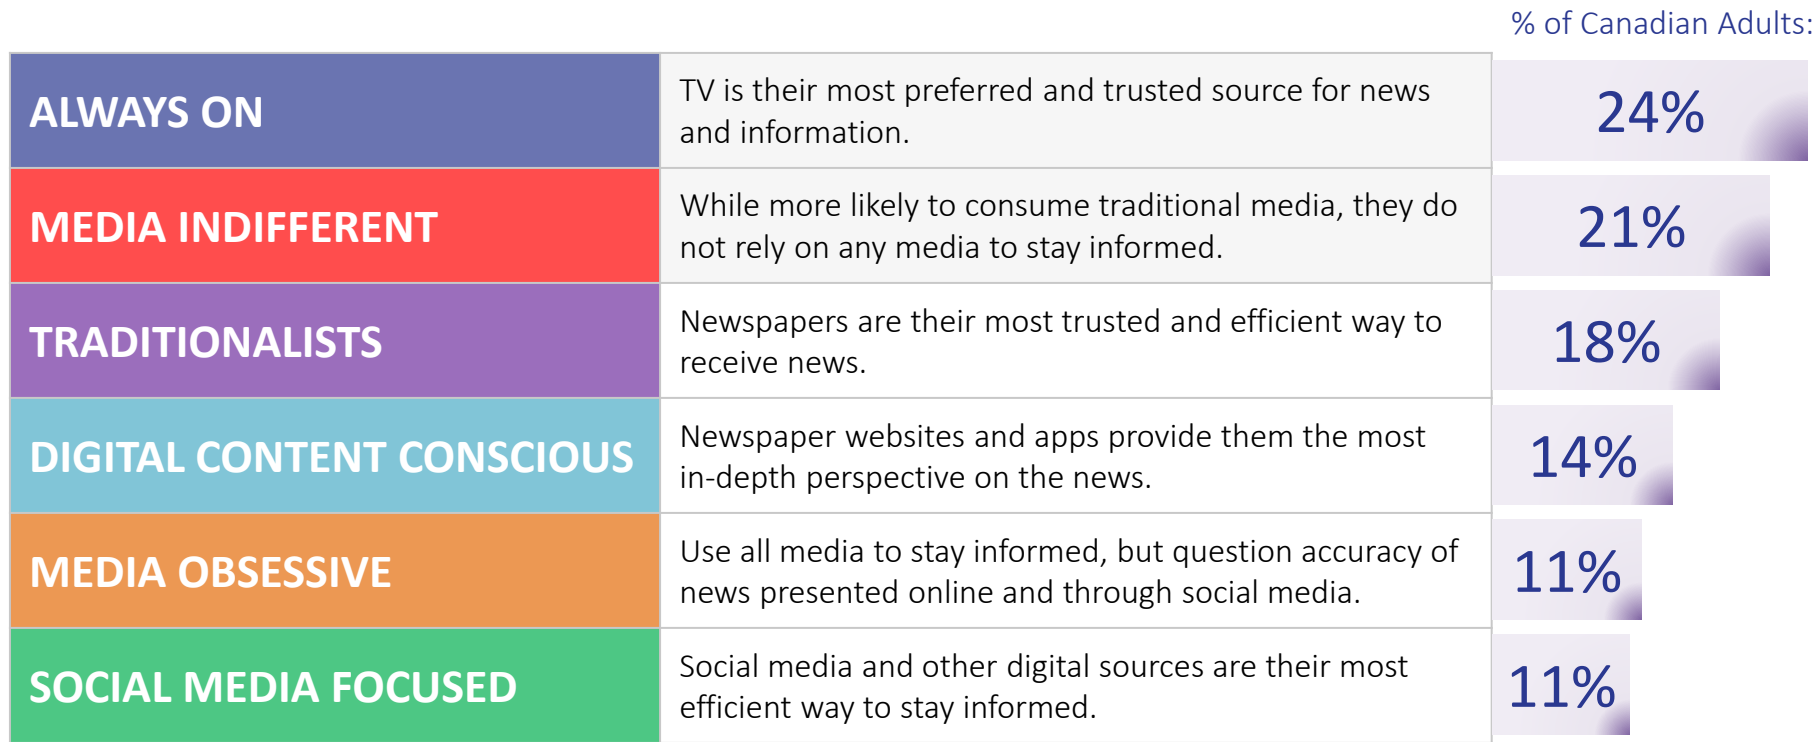 % of Canadian Adults:
ALWAYS ON
TV is their most preferred and trusted source for news
and information.
24%
MEDIA INDIFFERENT
While more likely to consume traditional media, they do
not rely on any media to stay informed.
21%
TRADITIONALISTS
Newspapers are their most trusted and efficient way to
receive news.
18%
DIGITAL CONTENT CONSCIOUS
Newspaper websites and apps provide them the most
in-depth perspective on the news.
14%
MEDIA OBSESSIVE
Use all media to stay informed, but question accuracy of
news presented online and through social media.
11%
SOCIAL MEDIA FOCUSED
Social media and other digital sources are their most
efficient way to stay informed.
11%